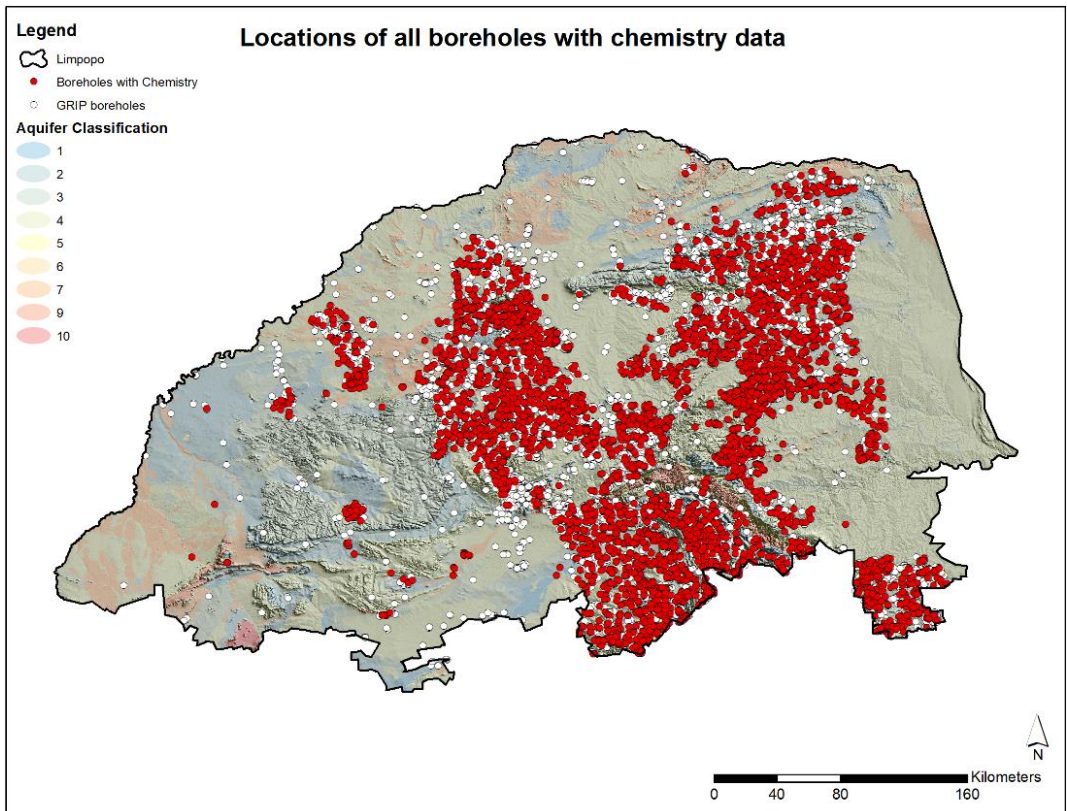 Legend
Locations of all boreholes with chemistry data
Limpopo
Boreholes with Chemistry
GRIP boreholes
Aquifer Classification
1
2
3
4
5
6
7
9
10
N
Kilometers
0 40 80 160